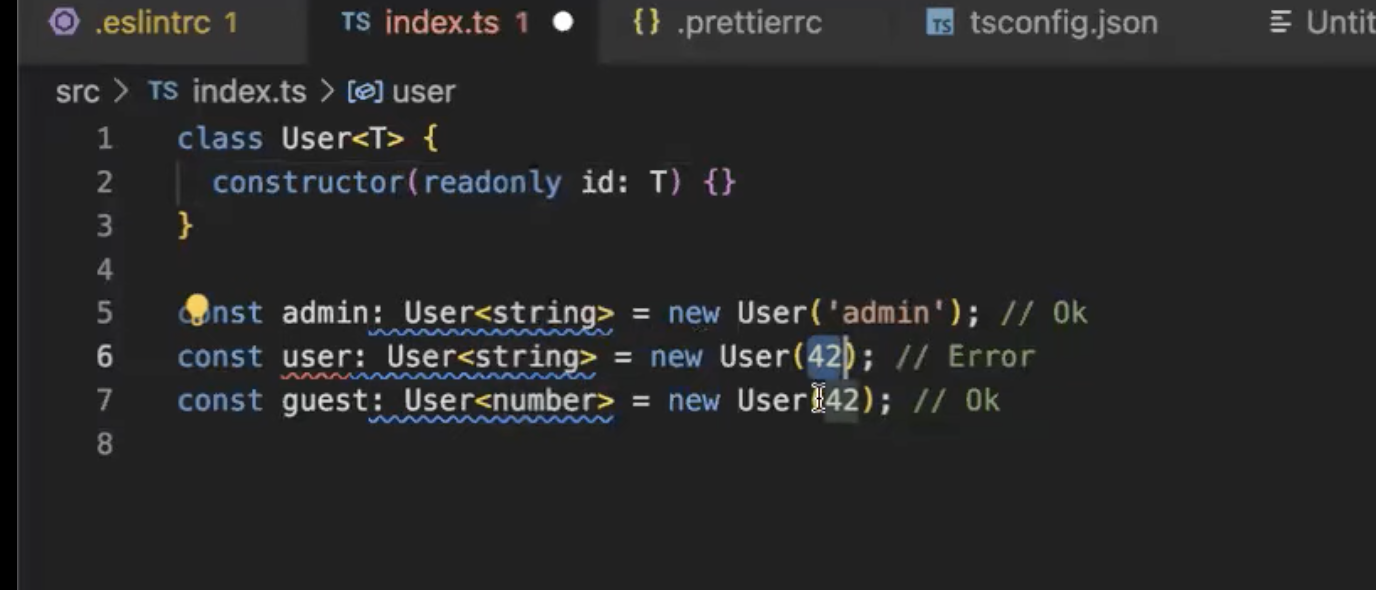 .eslintrc 1 TS index.ts 1 {} .prettierrc TS tsconfig.json
src > TS index.ts > user
1 class User<T> {
2 constructor(readonly id: T) {}
3 }
4
5 const admin: User<string> = new User('admin'); // Ok
6 const user: User<string> = new User(42); // Error
7 const guest: User<number> = new User(42); // Ok
8